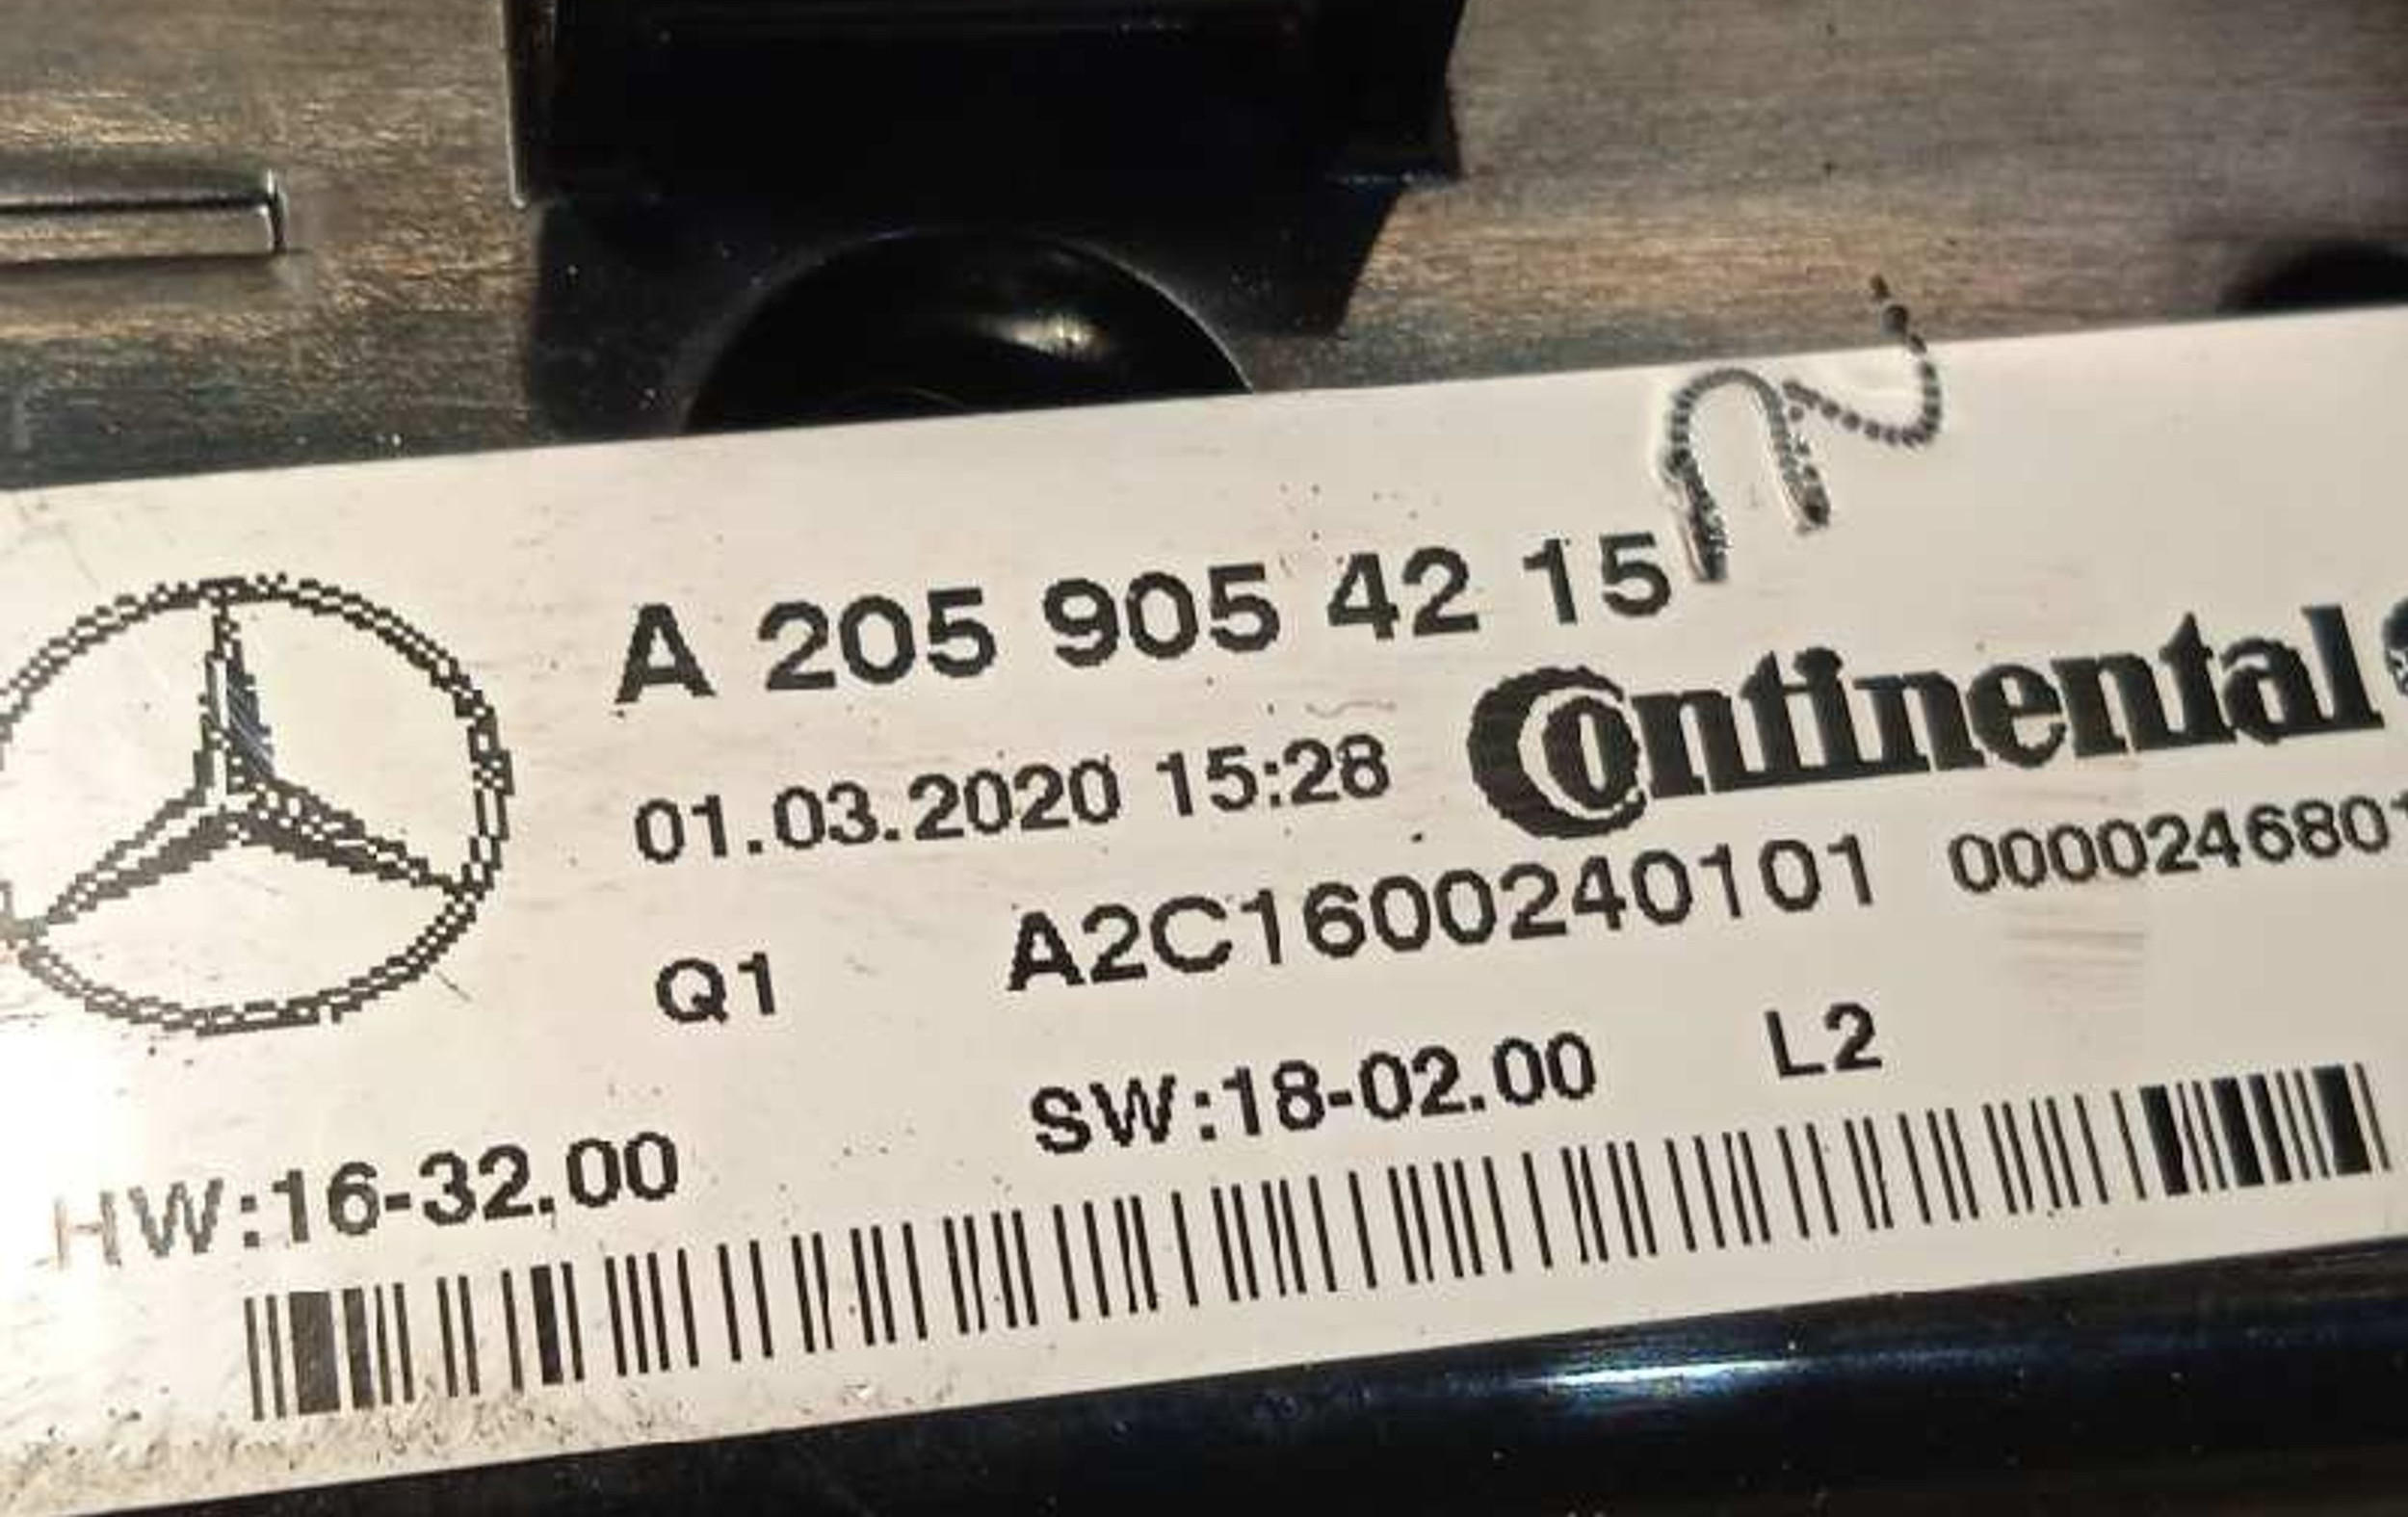 A 205 905 42 15
01.03.2020 15:28 Continental
Q1 A2C1600240101 0000246801
HW:16-32.00 SW:18-02.00 L2